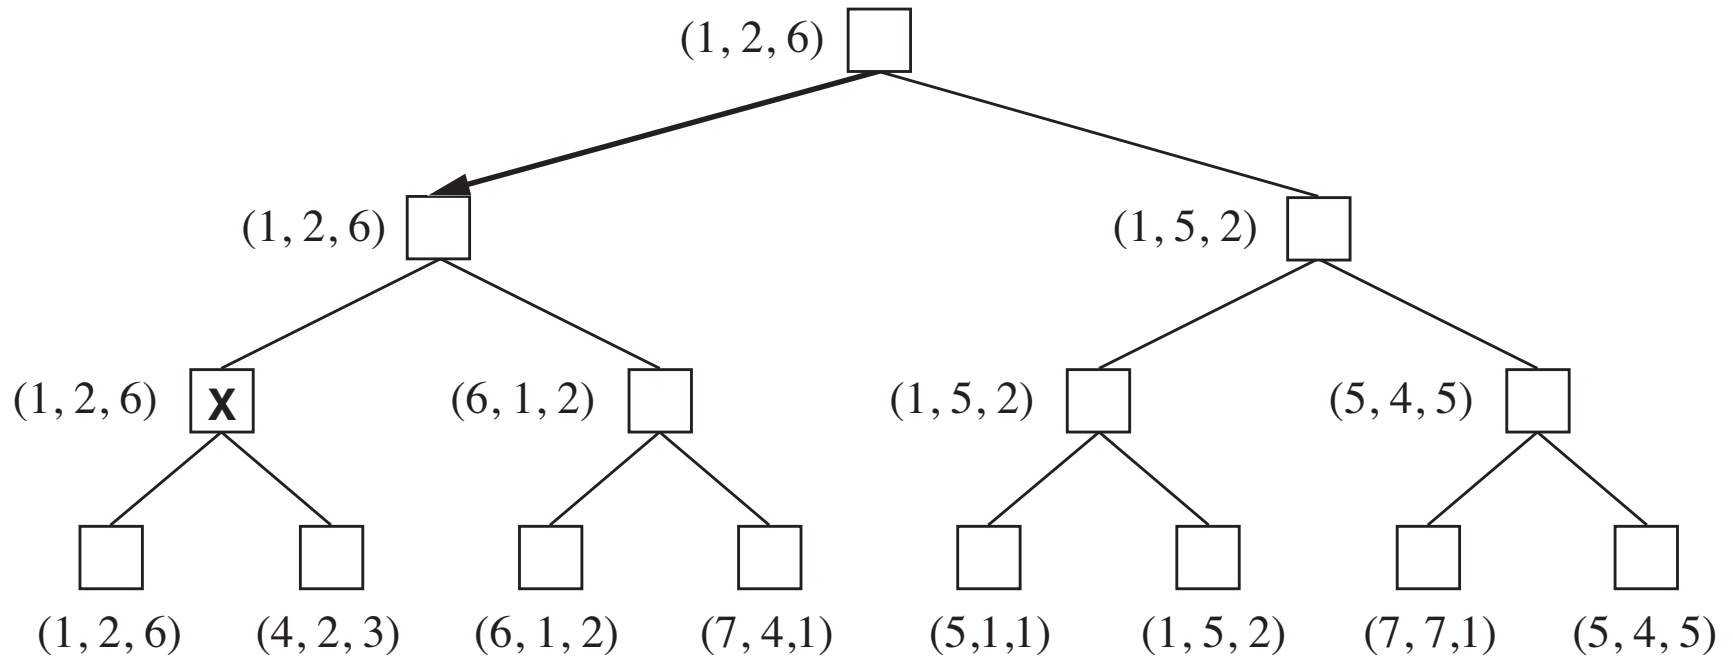 (1, 2, 6)
(1, 2, 6) (1, 5, 2)
(1, 2, 6) X (6, 1, 2) (1, 5, 2) (5, 4, 5)
(1, 2, 6) (4, 2, 3) (6, 1, 2) (7, 4,1) (5,1,1) (1, 5, 2) (7, 7,1) (5, 4, 5)